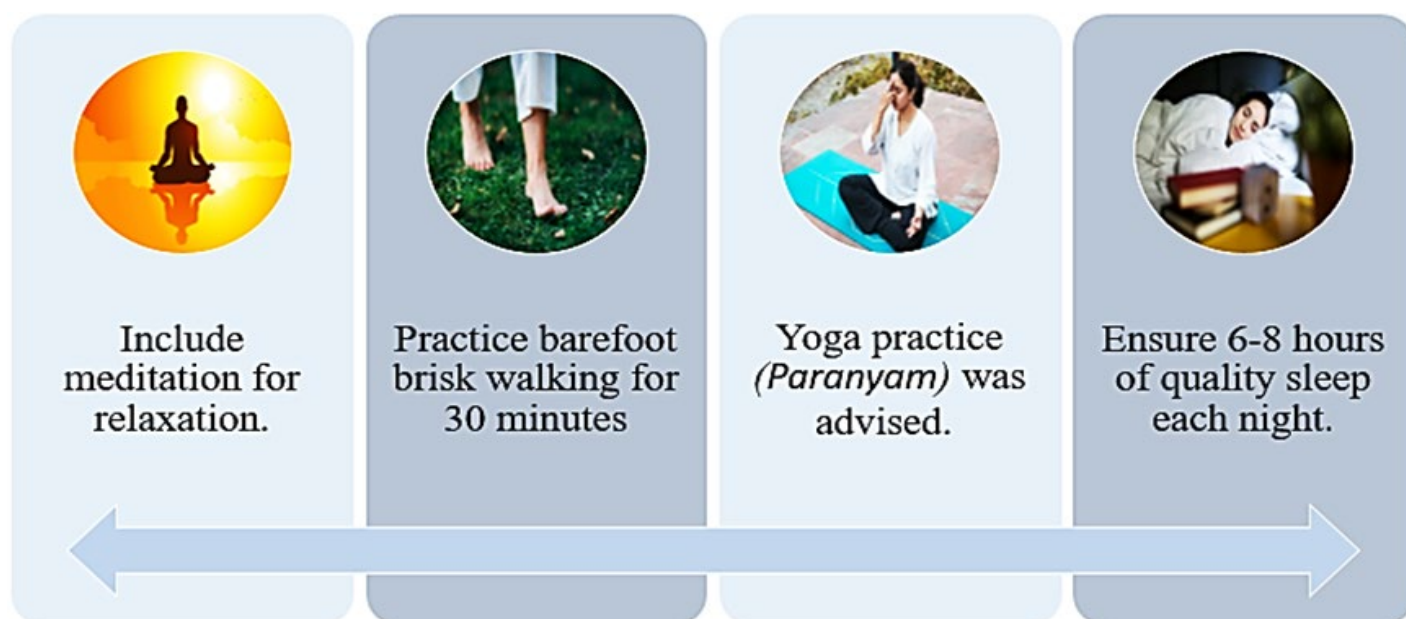 Include
meditation for
relaxation.
Practice barefoot
brisk walking for
30 minutes
Yoga practice
(Paranyam) was
advised.
Ensure 6-8 hours
of quality sleep
each night.